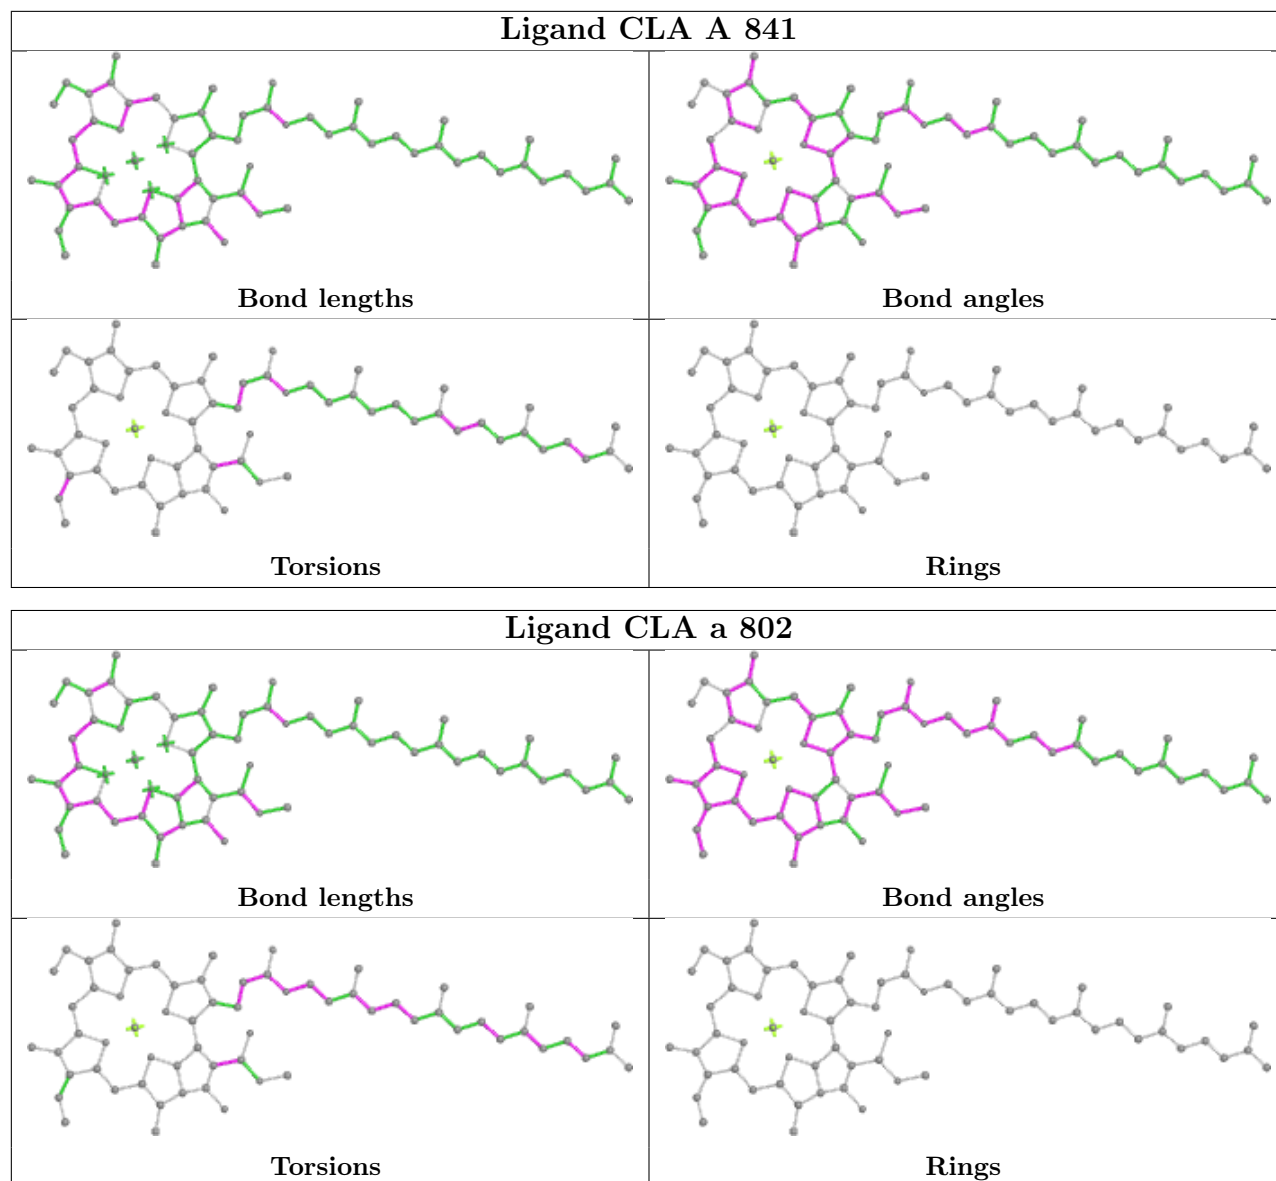 Ligand CLA A 841
Bond lengths
Bond angles
Torsions
Rings
Ligand CLA a 802
Bond lengths
Bond angles
Torsions
Rings